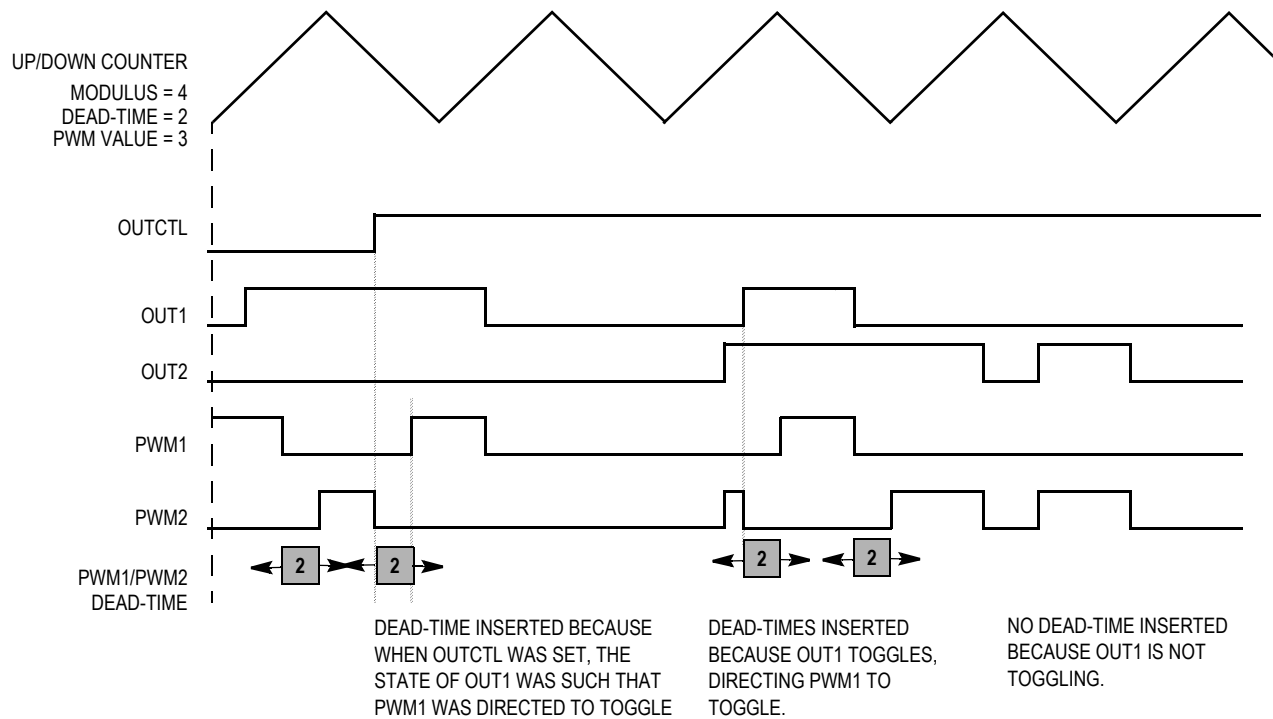 UP/DOWN COUNTER
MODULUS = 4
DEAD-TIME = 2
PWM VALUE = 3
OUTCTL
OUT1
OUT2
PWM1
PWM2
PWM1/PWM2
DEAD-TIME
2
2
2
2
DEAD-TIME INSERTED BECAUSE
WHEN OUTCTL WAS SET, THE
STATE OF OUT1 WAS SUCH THAT
PWM1 WAS DIRECTED TO TOGGLE
DEAD-TIMES INSERTED
BECAUSE OUT1 TOGGLES,
DIRECTING PWM1 TO
TOGGLE.
NO DEAD-TIME INSERTED
BECAUSE OUT1 IS NOT
TOGGLING.